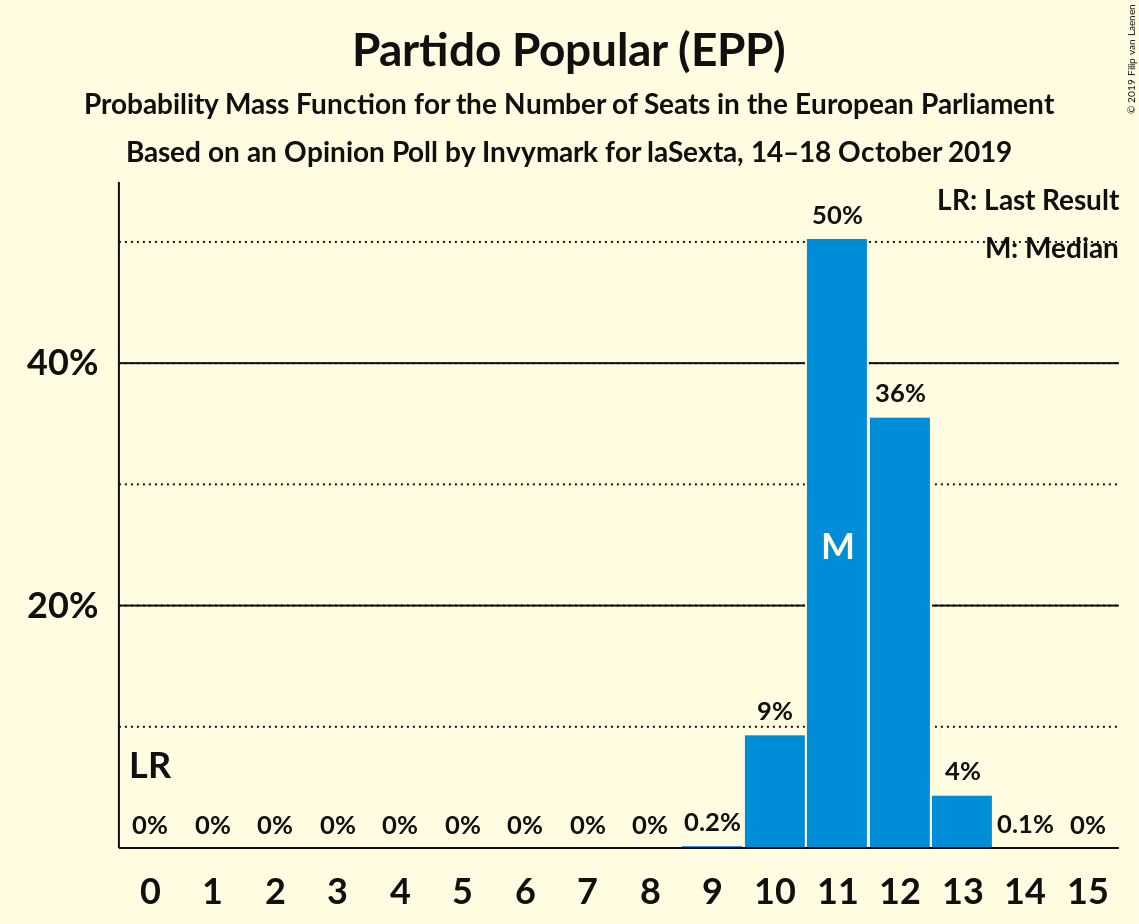 Partido Popular (EPP)
Probability Mass Function for the Number of Seats in the European Parliament
Based on an Opinion Poll by Invymark for laSexta, 14–18 October 2019
© 2019 Filip van Laenen
LR: Last Result
M: Median
50%
40%
36%
M
20%
9%
LR
4%
0% 0% 0% 0% 0% 0% 0% 0% 0% 0.2% 0.1% 0%
0 1 2 3 4 5 6 7 8 9 10 11 12 13 14 15